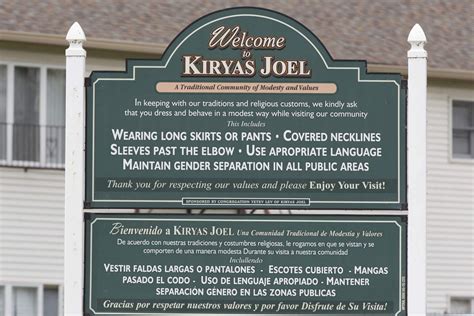 Welcome
to
KIRYAS JOEL
A Traditional Community of Modesty and Values
In keeping with our traditions and religious customs, we kindly ask
that you dress and behave in a modest way while visiting our community
This Includes
WEARING LONG SKIRTS OR PANTS • COVERED NECKLINES
SLEEVES PAST THE ELBOW • USE APROPRIATE LANGUAGE
MAINTAIN GENDER SEPARATION IN ALL PUBLIC AREAS
Thank you for respecting our values and please Enjoy Your Visit!
SPONSORED BY CONGREGATION YETEV LEV OF KIRYAS JOEL
Bienvenido a KIRYAS JOEL Una Comunidad Tradicional de Modestia y Valores
De acuerdo con nuestras tradiciones y costumbres religiosas, le rogamos en que se vistan y se
comporten de una manera modesta Durante su visita a nuestra comunidad
Inclullendo
VESTIR FALDAS LARGAS O PANTALONES - ESCOTES CUBIERTO - MANGAS
PASADO EL CODO - USO DE LENGUAJE APROPIADO - MANTENER
SEPARACIÓN GÉNERO EN LAS ZONAS PUBLICAS
Gracias por respetar nuestros valores y por favor Disfrute de Su Visita!